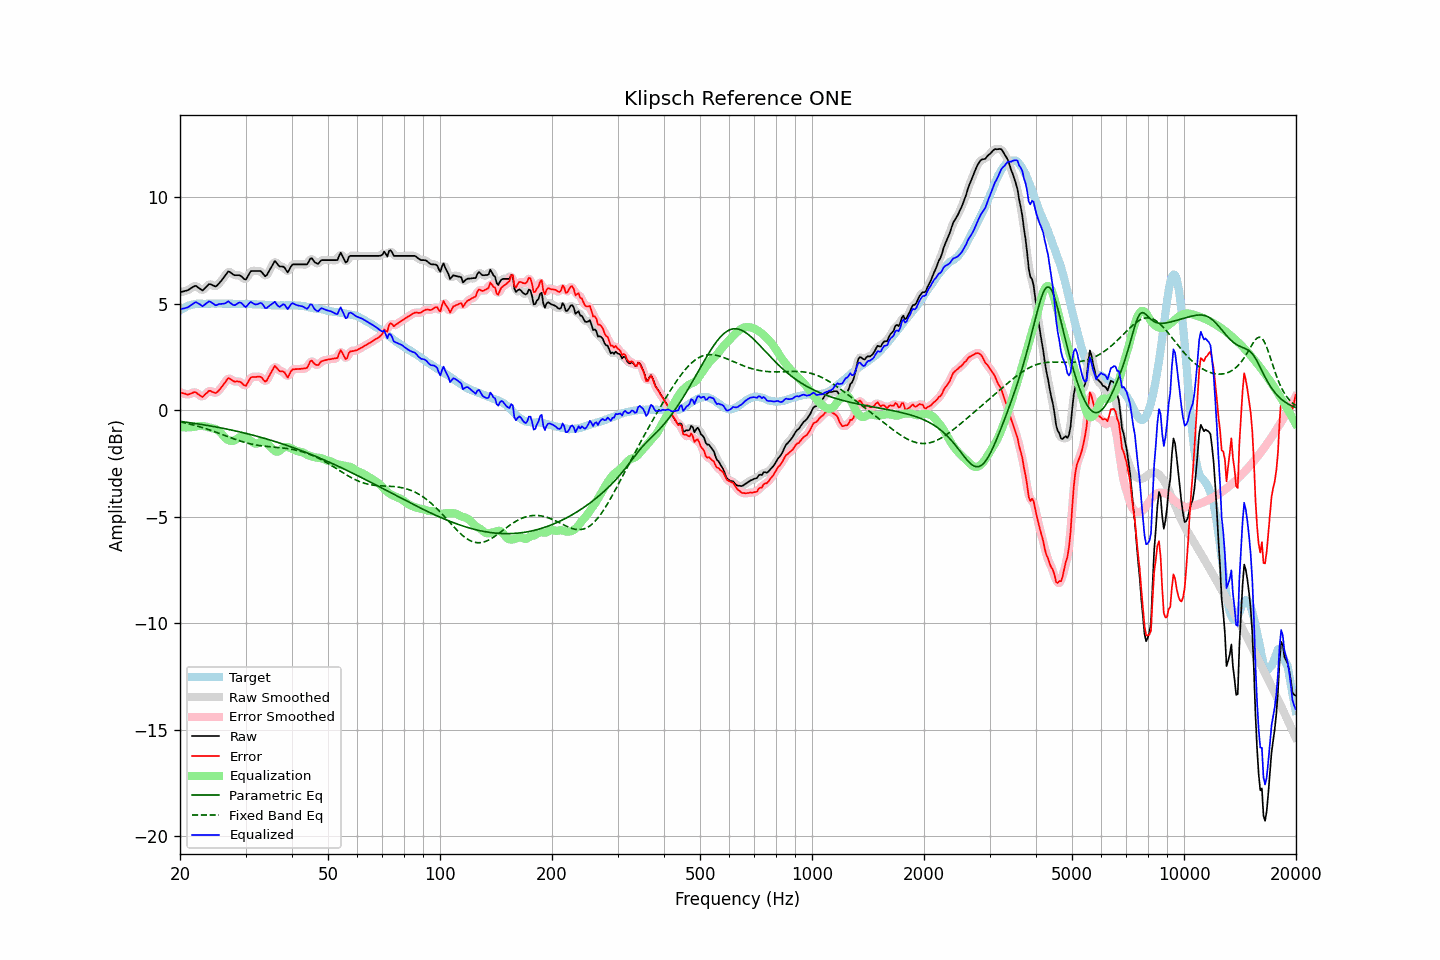 Klipsch Reference ONE
Amplitude (dBr)
10
5
0
−5
−10
−15
−20
Target
Raw Smoothed
Error Smoothed
Raw
Error
Equalization
Parametric Eq
Fixed Band Eq
Equalized
20 50 100 200 500 1000 2000 5000 10000 20000
Frequency (Hz)